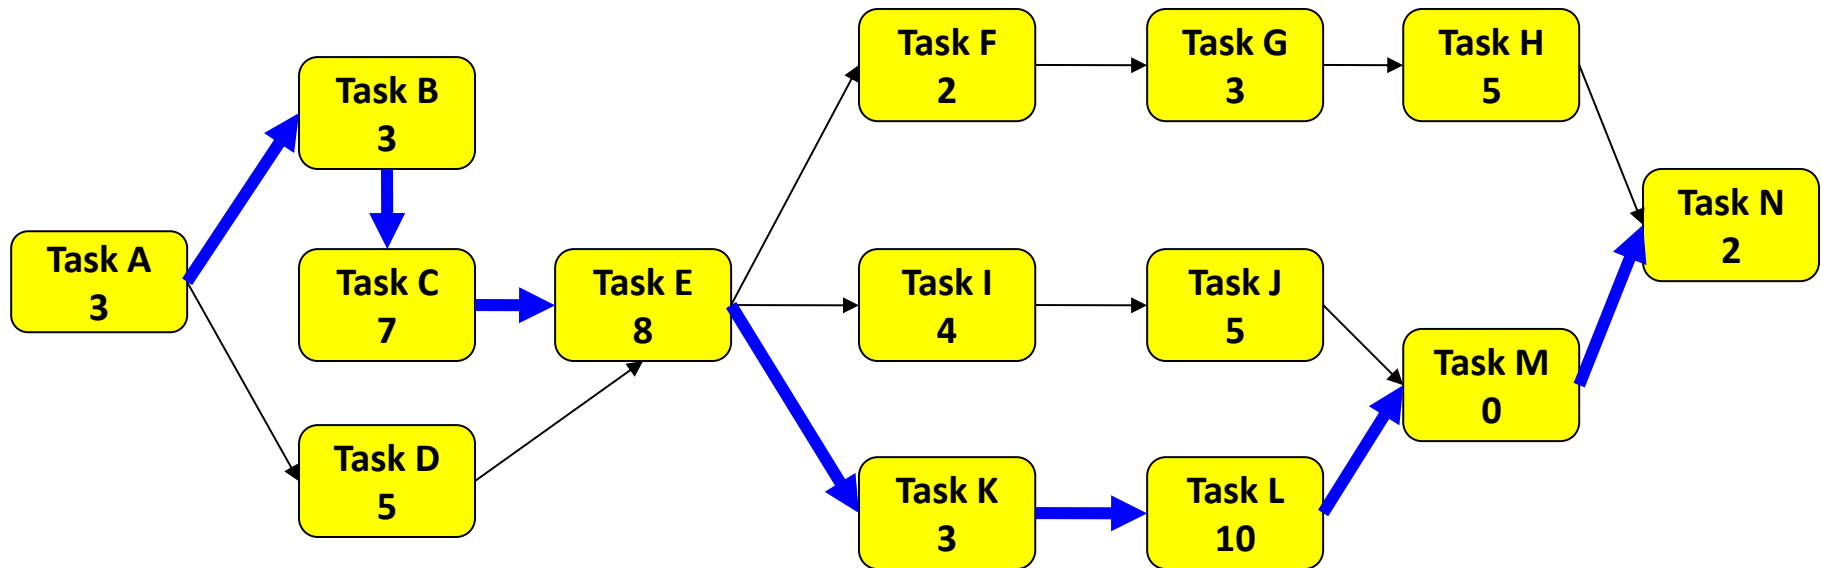 Task F
2
Task G
3
Task H
5
Task B
3
Task N
2
Task A
3
Task C
7
Task E
8
Task I
4
Task J
5
Task M
0
Task D
5
Task K
3
Task L
10